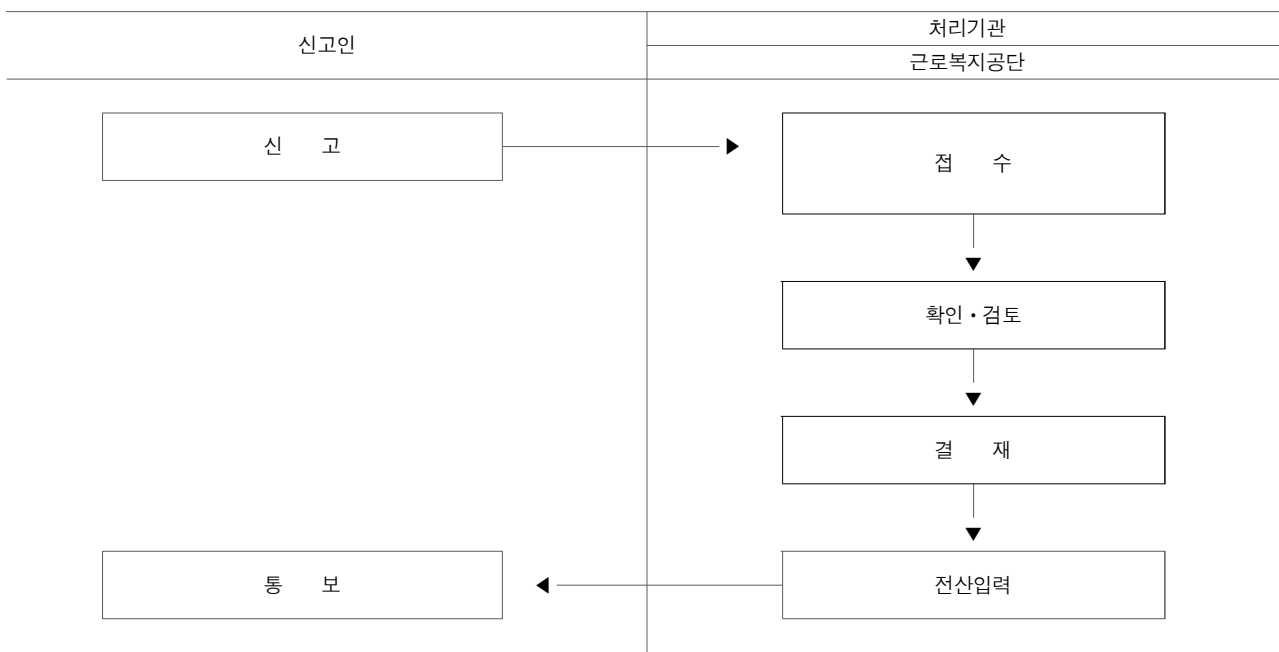 신고인
처리기관
근로복지공단
신 고
접 수
확인・검토
결 재
통 보
전산입력